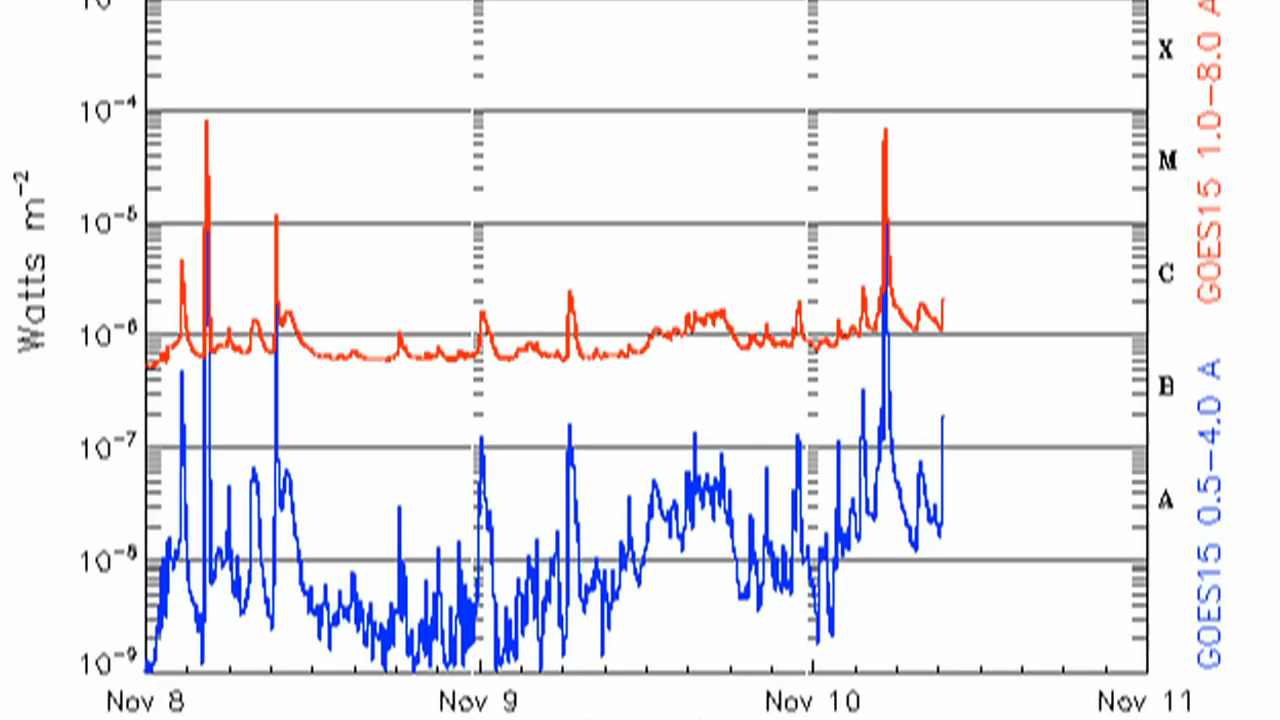 10⁻⁴
10⁻⁵
10⁻⁶
10⁻⁷
10⁻⁸
10⁻⁹
Watts m⁻²
X
M
C
B
A
GOES15 1.0–8.0 A
GOES15 0.5–4.0 A
Nov 8 Nov 9 Nov 10 Nov 11